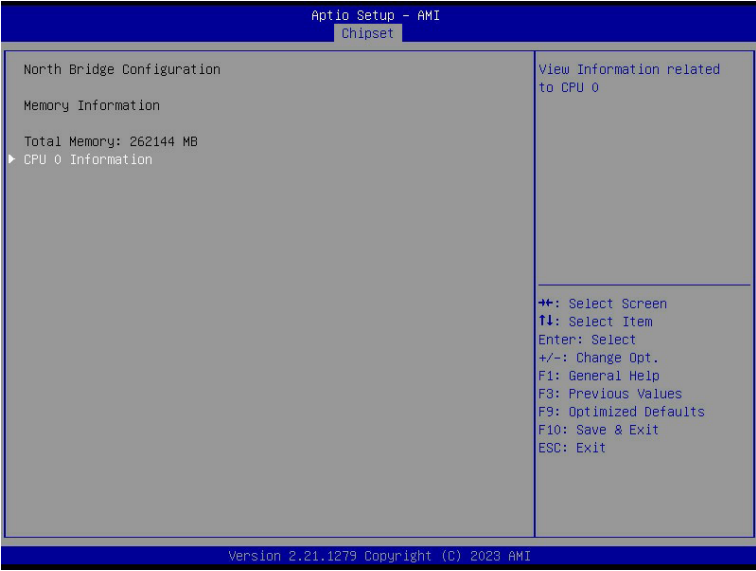 Aptio Setup – AMI
Chipset
North Bridge Configuration
Memory Information
Total Memory: 262144 MB
CPU 0 Information
View Information related
to CPU 0
→←: Select Screen
↑↓: Select Item
Enter: Select
+/-: Change Opt.
F1: General Help
F3: Previous Values
F9: Optimized Defaults
F10: Save & Exit
ESC: Exit
Version 2.21.1279 Copyright (C) 2023 AMI